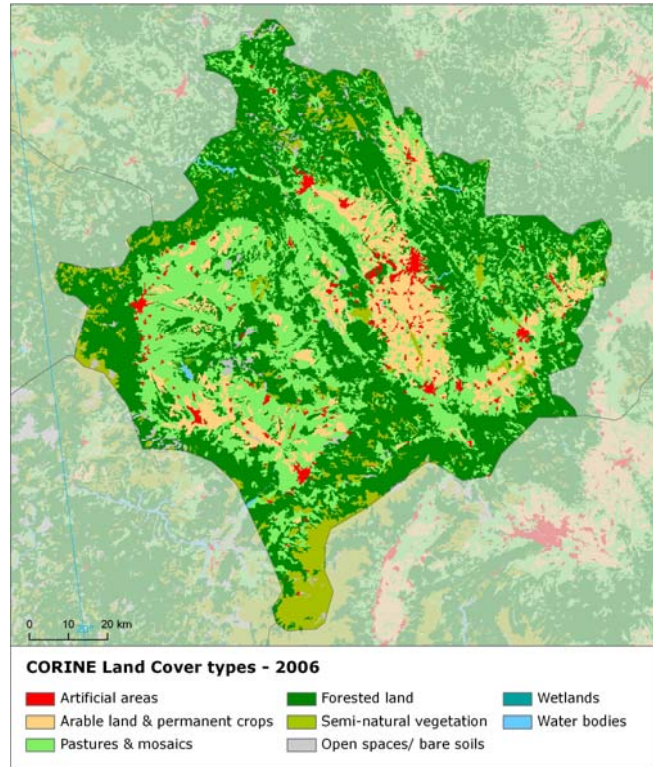 0 10 20 km
20°
CORINE Land Cover types - 2006
Artificial areas
Arable land & permanent crops
Pastures & mosaics
Forested land
Semi-natural vegetation
Open spaces/ bare soils
Wetlands
Water bodies